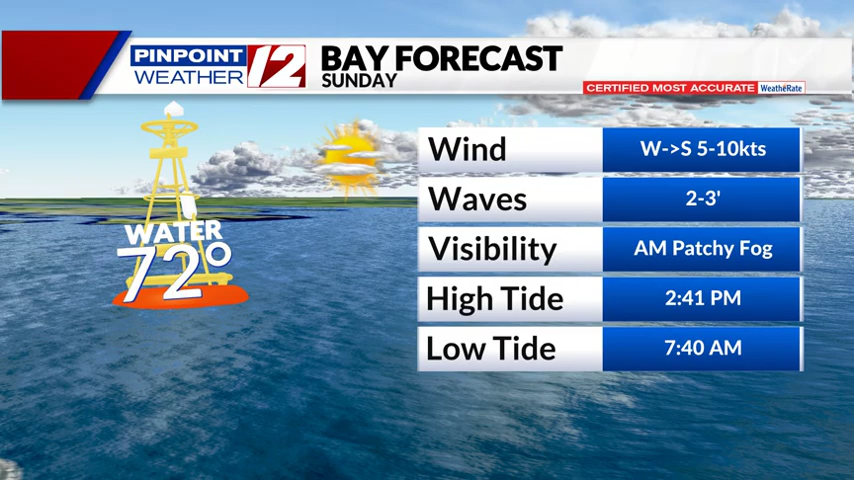 PINPOINT
WEATHER 12
BAY FORECAST
SUNDAY
CERTIFIED MOST ACCURATE WeatheRate
WATER
72°
Wind W->S 5-10kts
Waves 2-3'
Visibility AM Patchy Fog
High Tide 2:41 PM
Low Tide 7:40 AM